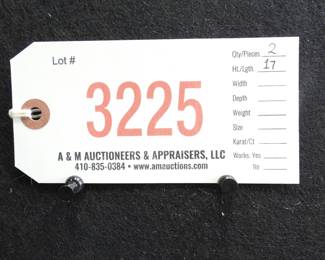 Lot #
3225
A & M AUCTIONEERS & APPRAISERS, LLC
410-835-0384 • www.amauctions.com
Qty/Pieces 2
Ht./Lgth. 17
Width
Depth
Weight
Size
Karat/Ct
Works: Yes
No